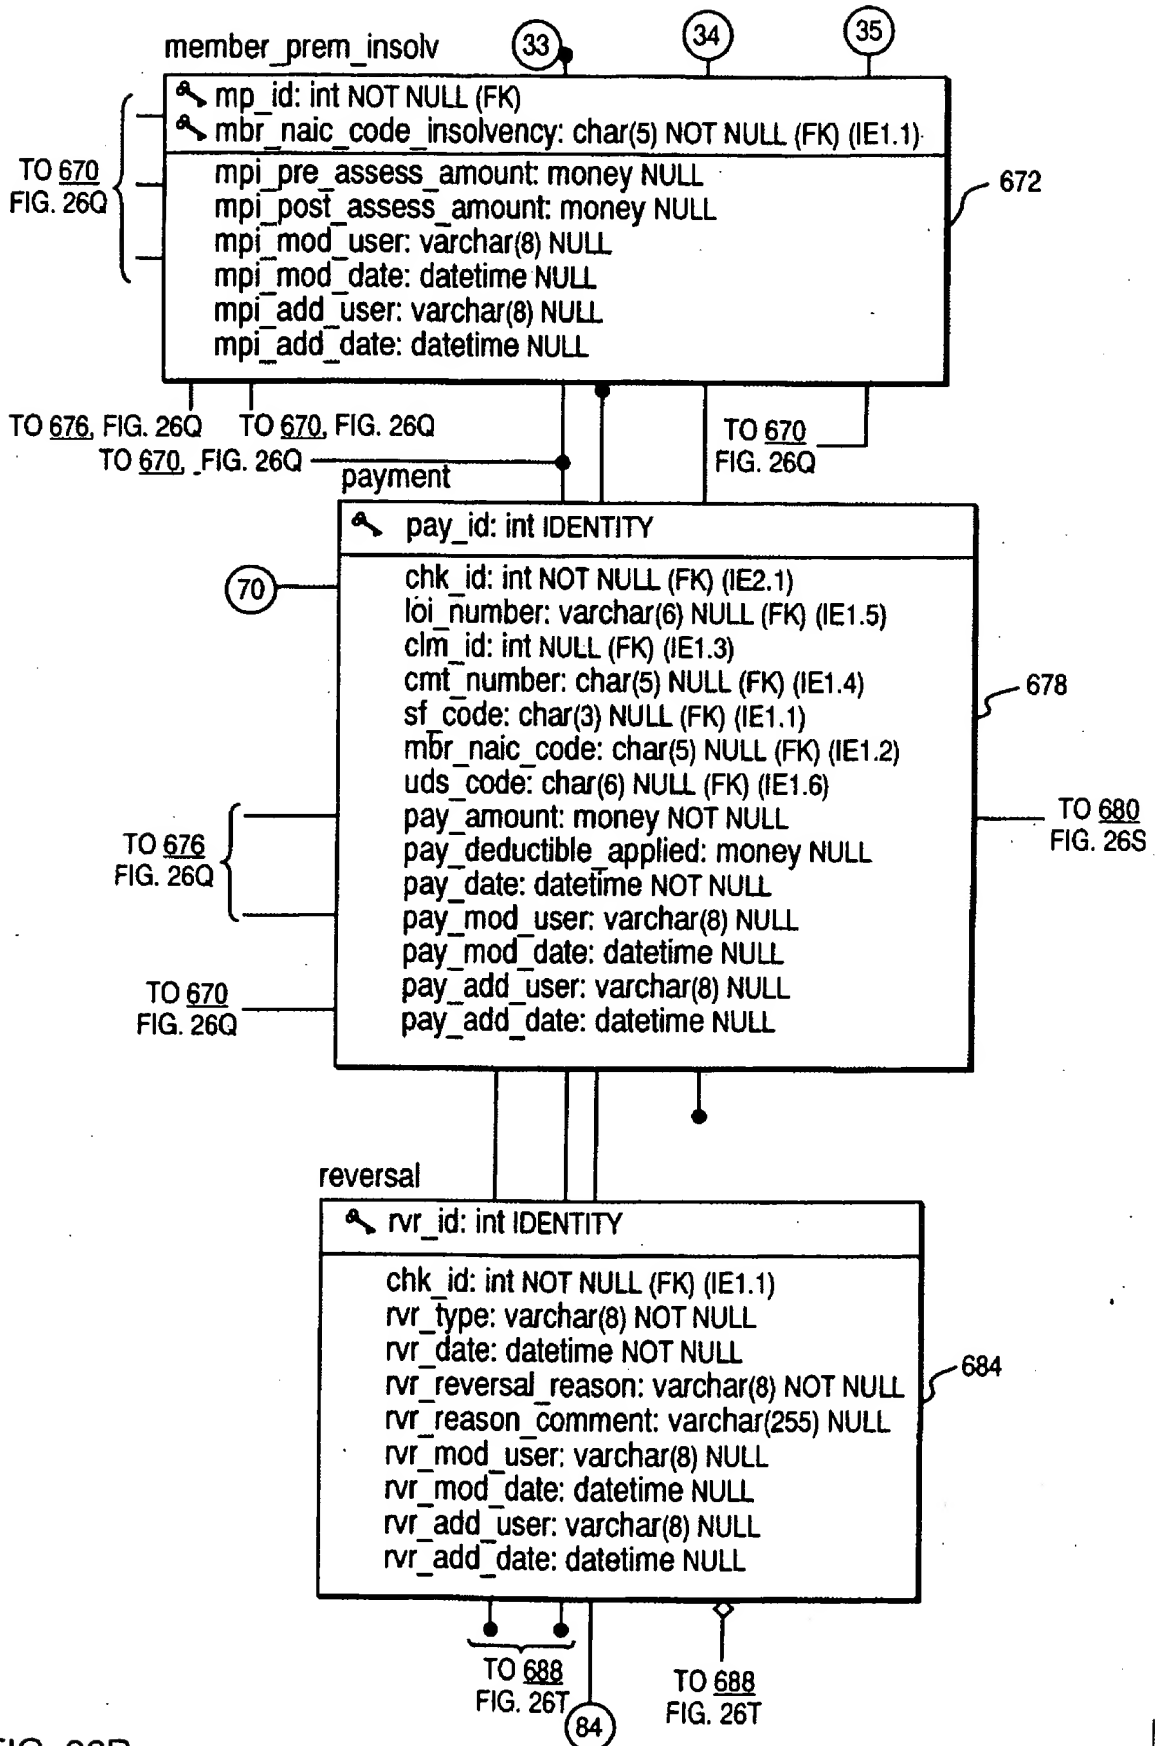 member_prem_insolv
33
34
35
mp_id: int NOT NULL (FK)
mbr_naic_code_insolvency: char(5) NOT NULL (FK) (IE1.1)
mpi_pre_assess_amount: money NULL
mpi_post_assess_amount: money NULL
mpi_mod_user: varchar(8) NULL
mpi_mod_date: datetime NULL
mpi_add_user: varchar(8) NULL
mpi_add_date: datetime NULL
TO 670
FIG. 26Q
672
TO 676, FIG. 26Q
TO 670, FIG. 26Q
TO 670, FIG. 26Q
TO 670
FIG. 26Q
payment
pay_id: int IDENTITY
70
chk_id: int NOT NULL (FK) (IE2.1)
loi_number: varchar(6) NULL (FK) (IE1.5)
clm_id: int NULL (FK) (IE1.3)
cmt_number: char(5) NULL (FK) (IE1.4)
sf_code: char(3) NULL (FK) (IE1.1)
mbr_naic_code: char(5) NULL (FK) (IE1.2)
uds_code: char(6) NULL (FK) (IE1.6)
pay_amount: money NOT NULL
pay_deductible_applied: money NULL
pay_date: datetime NOT NULL
pay_mod_user: varchar(8) NULL
pay_mod_date: datetime NULL
pay_add_user: varchar(8) NULL
pay_add_date: datetime NULL
678
TO 680
FIG. 26S
TO 676
FIG. 26Q
TO 670
FIG. 26Q
reversal
rvr_id: int IDENTITY
chk_id: int NOT NULL (FK) (IE1.1)
rvr_type: varchar(8) NOT NULL
rvr_date: datetime NOT NULL
rvr_reversal_reason: varchar(8) NOT NULL
rvr_reason_comment: varchar(255) NULL
rvr_mod_user: varchar(8) NULL
rvr_mod_date: datetime NULL
rvr_add_user: varchar(8) NULL
rvr_add_date: datetime NULL
684
TO 688
FIG. 26T
84
TO 688
FIG. 26T